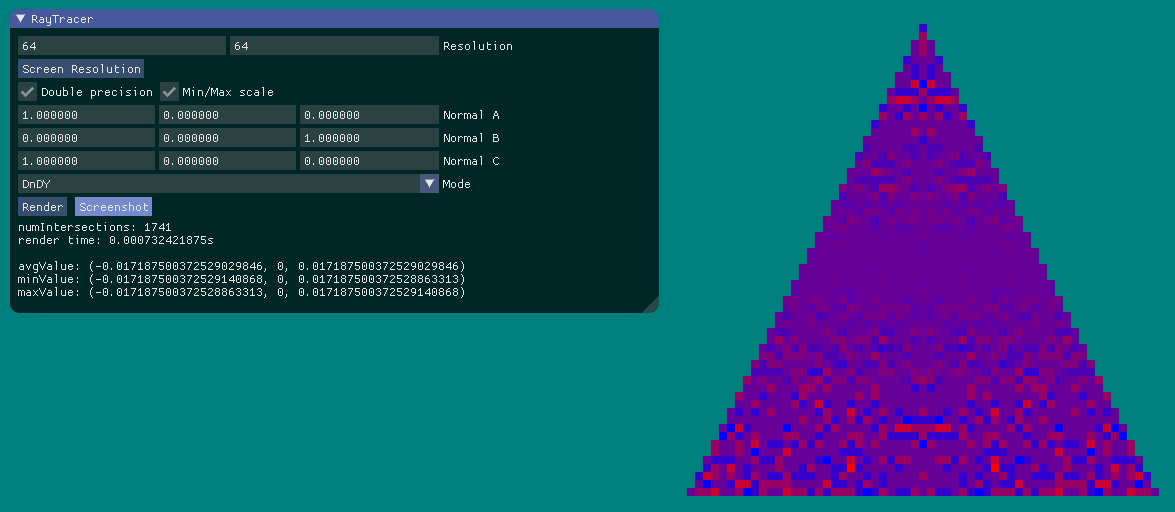 RayTracer
64 64 Resolution
Screen Resolution
Double precision Min/Max scale
1.000000 0.000000 0.000000 Normal A
0.000000 0.000000 1.000000 Normal B
1.000000 0.000000 0.000000 Normal C
DnDY Mode
Render Screenshot
numIntersections: 1741
render time: 0.000732421875s
avgValue: (-0.017187500372529029846, 0, 0.017187500372529029846)
minValue: (-0.017187500372529140868, 0, 0.017187500372528863313)
maxValue: (-0.017187500372528863313, 0, 0.017187500372529140868)